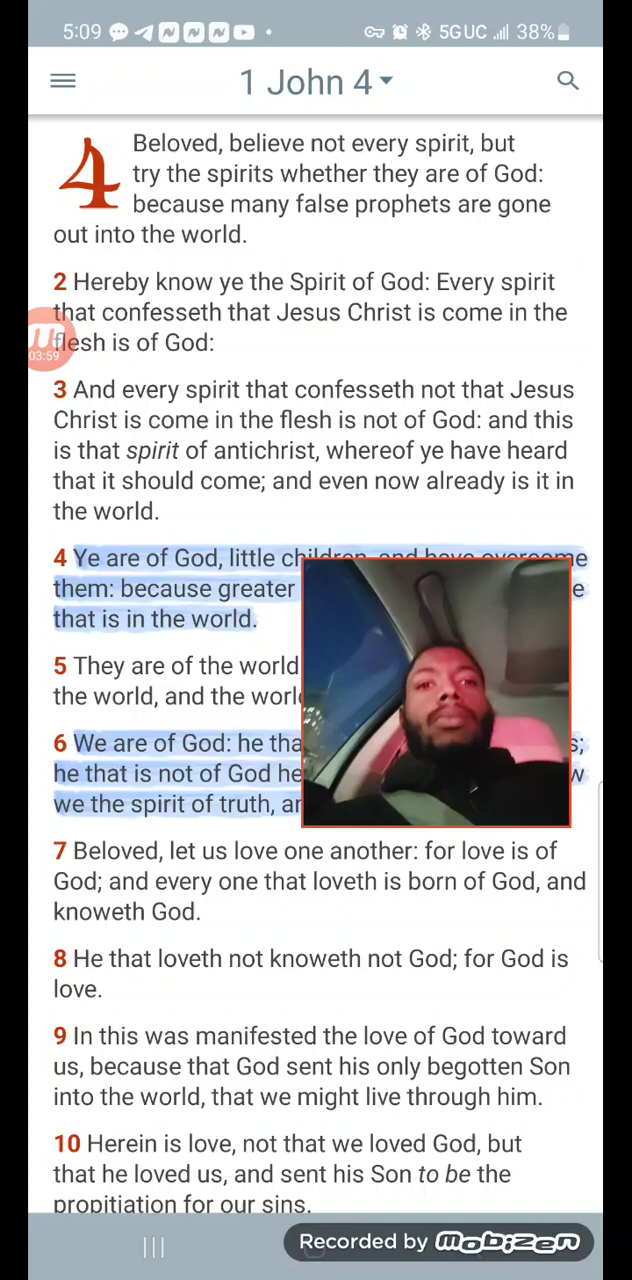 5:09 5GUC 38%
1 John 4
4 Beloved, believe not every spirit, but
try the spirits whether they are of God:
because many false prophets are gone
out into the world.
2 Hereby know ye the Spirit of God: Every spirit
that confesseth that Jesus Christ is come in the
flesh is of God:
03:59
3 And every spirit that confesseth not that Jesus
Christ is come in the flesh is not of God: and this
is that spirit of antichrist, whereof ye have heard
that it should come; and even now already is it in
the world.
4 Ye are of God, little children, and have overcome
them: because greater
that is in the world.
5 They are of the world
the world, and the
6 We are of God: he
he that is not of God
we the spirit of truth,
7 Beloved, let us love one another: for love is of
God; and every one that loveth is born of God, and
knoweth God.
8 He that loveth not knoweth not God; for God is
love.
9 In this was manifested the love of God toward
us, because that God sent his only begotten Son
into the world, that we might live through him.
10 Herein is love, not that we loved God, but
that he loved us, and sent his Son to be the
propitiation for our sins.
Recorded by mobizen